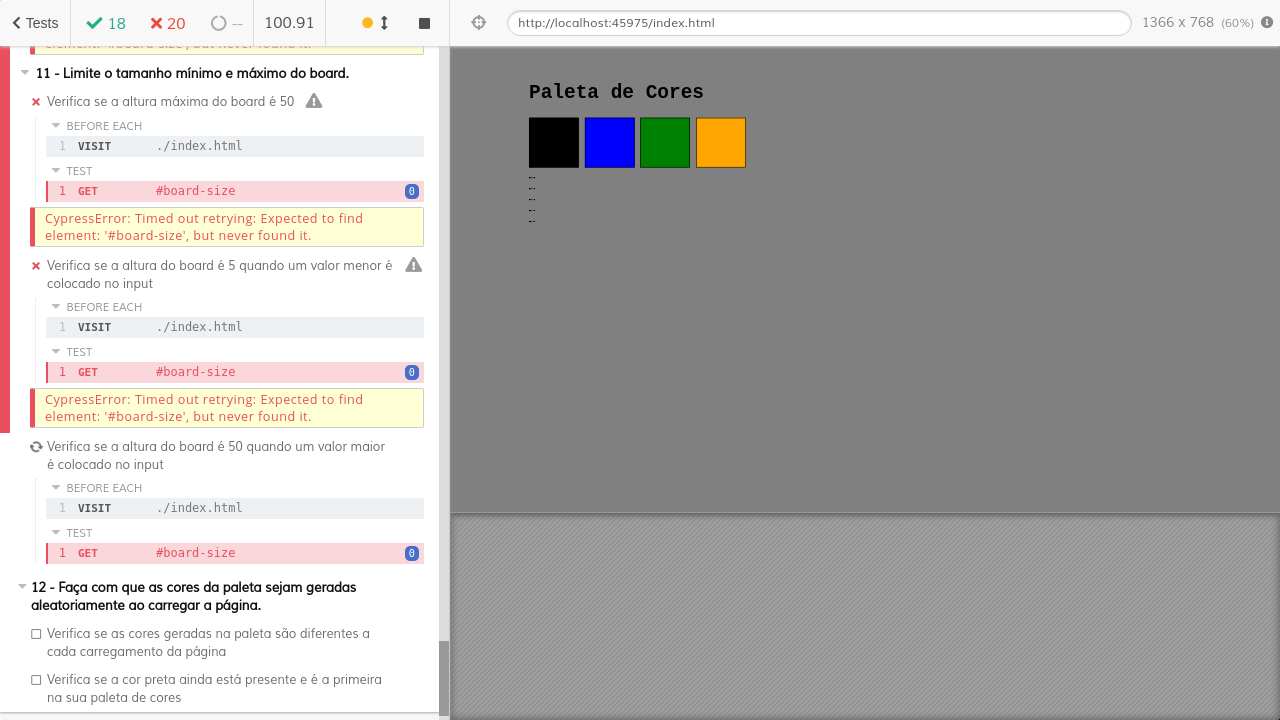 Tests 18 20 -- 100.91
http://localhost:45975/index.html 1366 x 768 (60%)
element: '#board-size', but never found it.
11 - Limite o tamanho mínimo e máximo do board.
Verifica se a altura máxima do board é 50
BEFORE EACH
1 VISIT ./index.html
TEST
1 GET #board-size 0
CypressError: Timed out retrying: Expected to find
element: '#board-size', but never found it.
Verifica se a altura do board é 5 quando um valor menor é
colocado no input
BEFORE EACH
1 VISIT ./index.html
TEST
1 GET #board-size 0
CypressError: Timed out retrying: Expected to find
element: '#board-size', but never found it.
Verifica se a altura do board é 50 quando um valor maior
é colocado no input
BEFORE EACH
1 VISIT ./index.html
TEST
1 GET #board-size 0
12 - Faça com que as cores da paleta sejam geradas
aleatoriamente ao carregar a página.
Verifica se as cores geradas na paleta são diferentes a
cada carregamento da página
Verifica se a cor preta ainda está presente e é a primeira
na sua paleta de cores
Paleta de Cores